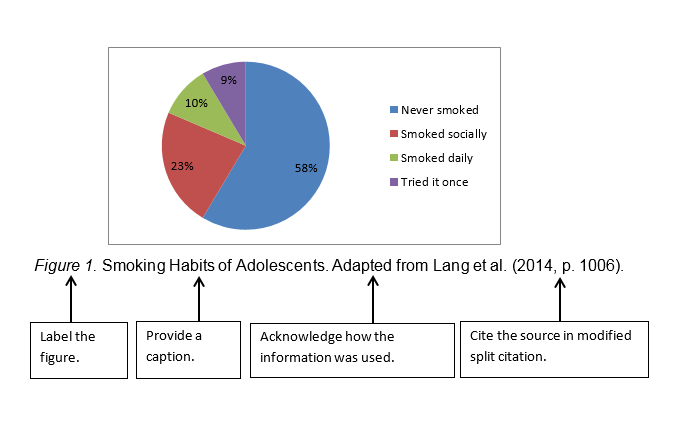 9%
10%
23%
58%
Never smoked
Smoked socially
Smoked daily
Tried it once
Figure 1. Smoking Habits of Adolescents. Adapted from Lang et al. (2014, p. 1006).
Label the
figure.
Provide a
caption.
Acknowledge how the
information was used.
Cite the source in modified
split citation.